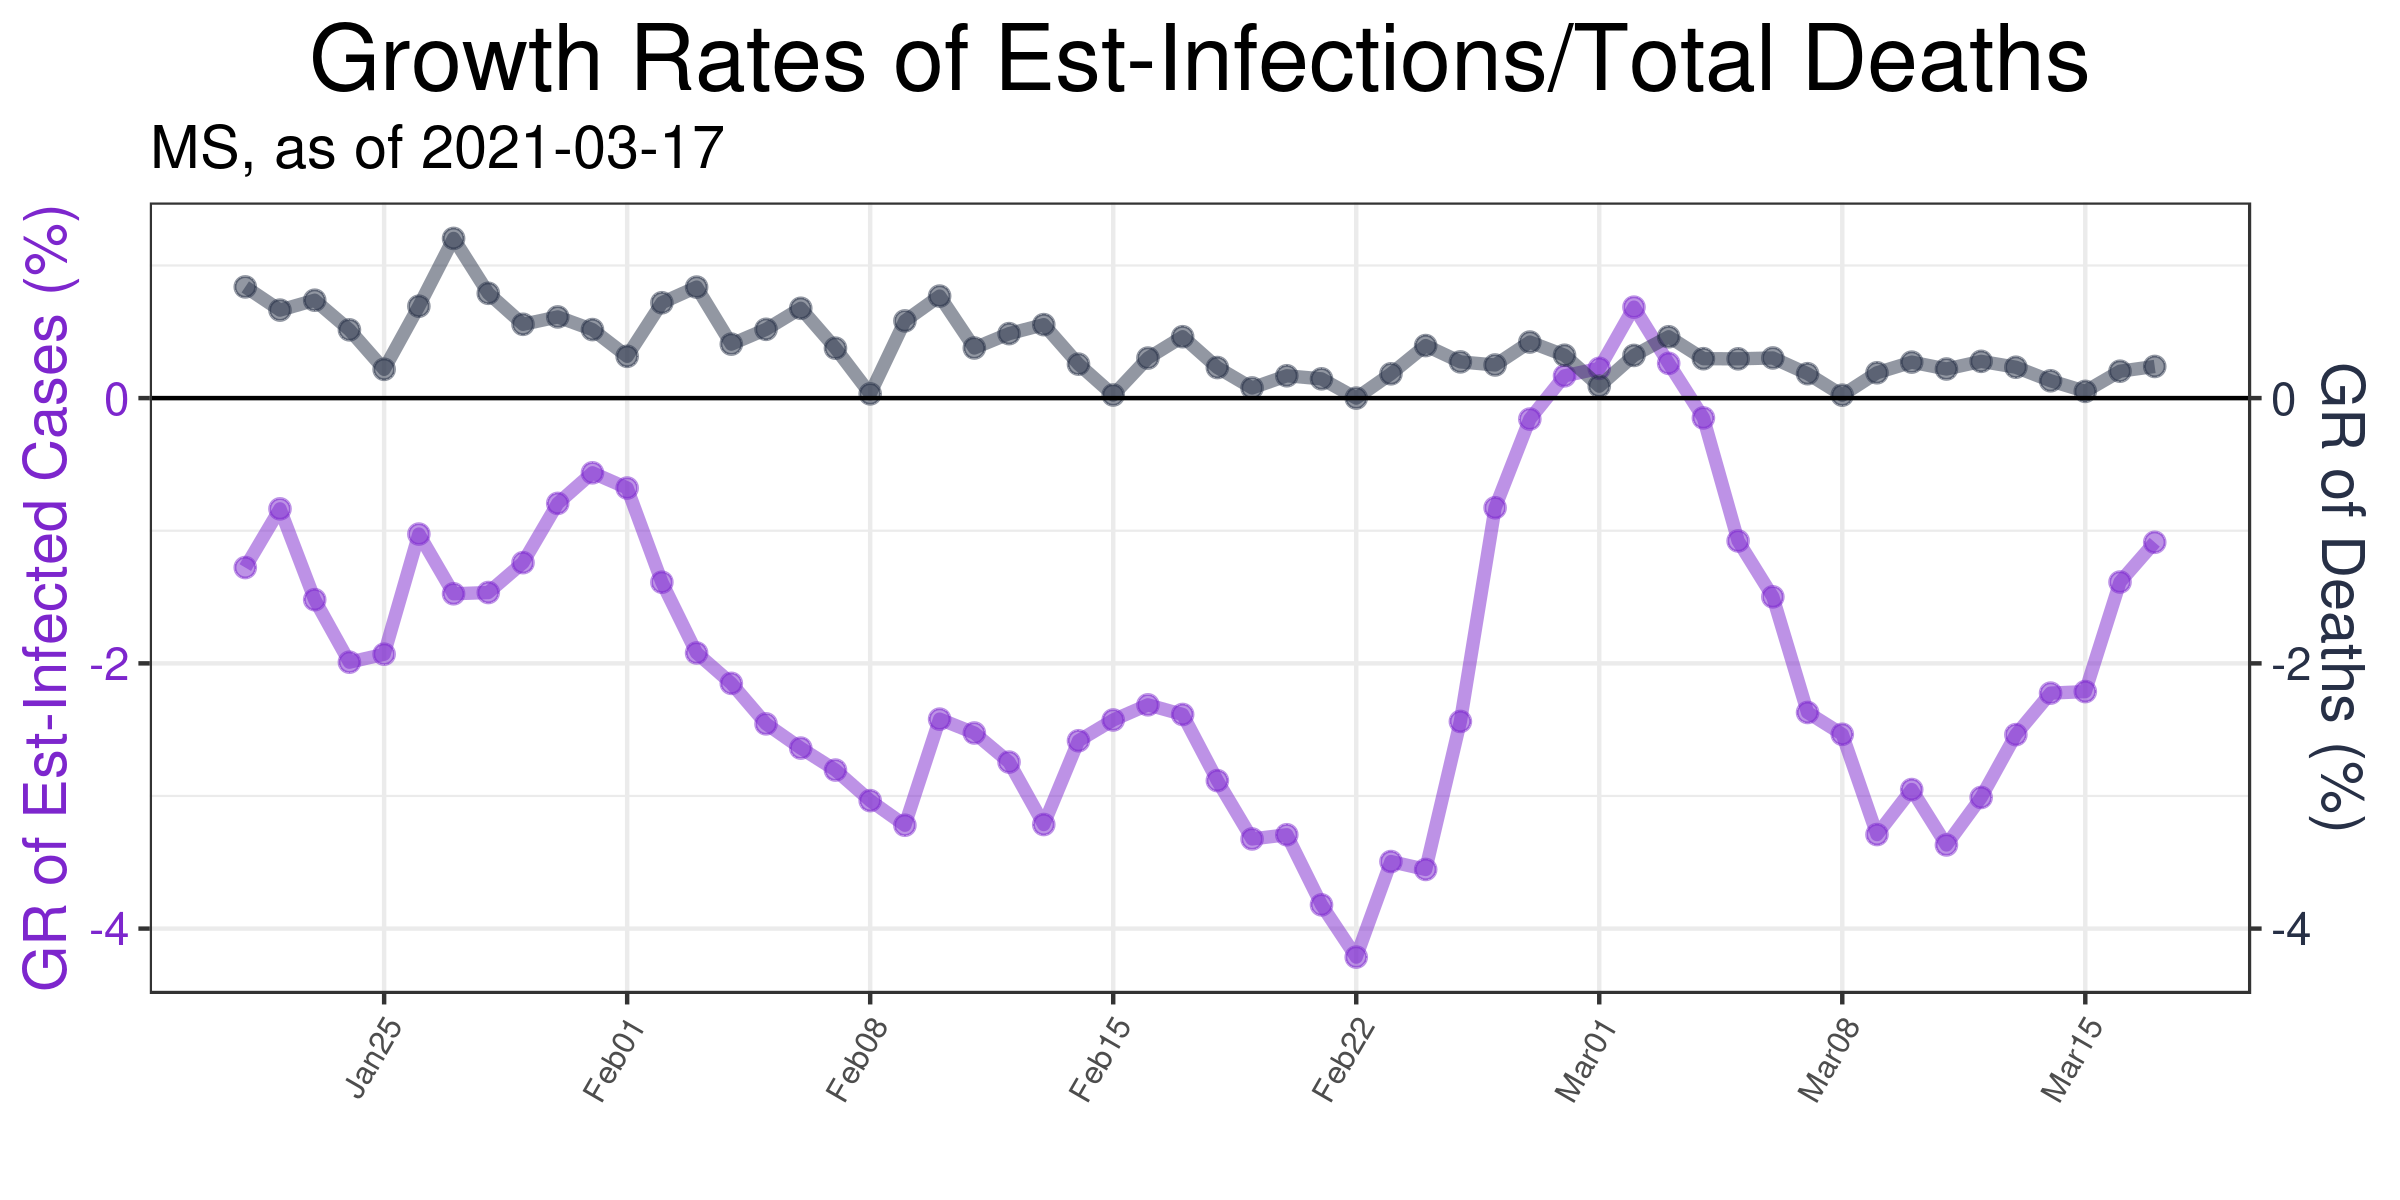 Growth Rates of Est-Infections/Total Deaths
MS, as of 2021-03-17
GR of Est-Infected Cases (%)
0
-2
-4
0
-2
-4
GR of Deaths (%)
Jan25
Feb01
Feb08
Feb15
Feb22
Mar01
Mar08
Mar15